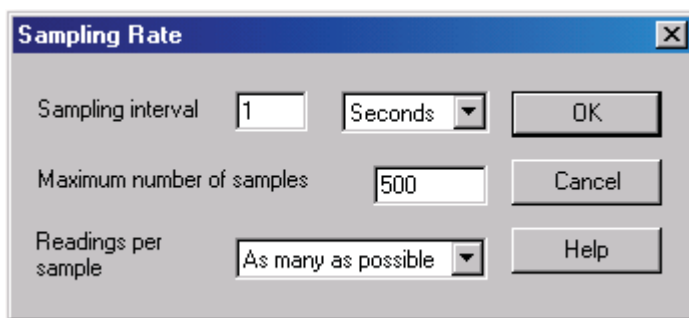 Sampling Rate
Sampling interval 1 Seconds OK
Maximum number of samples 500 Cancel
Readings per
sample As many as possible Help